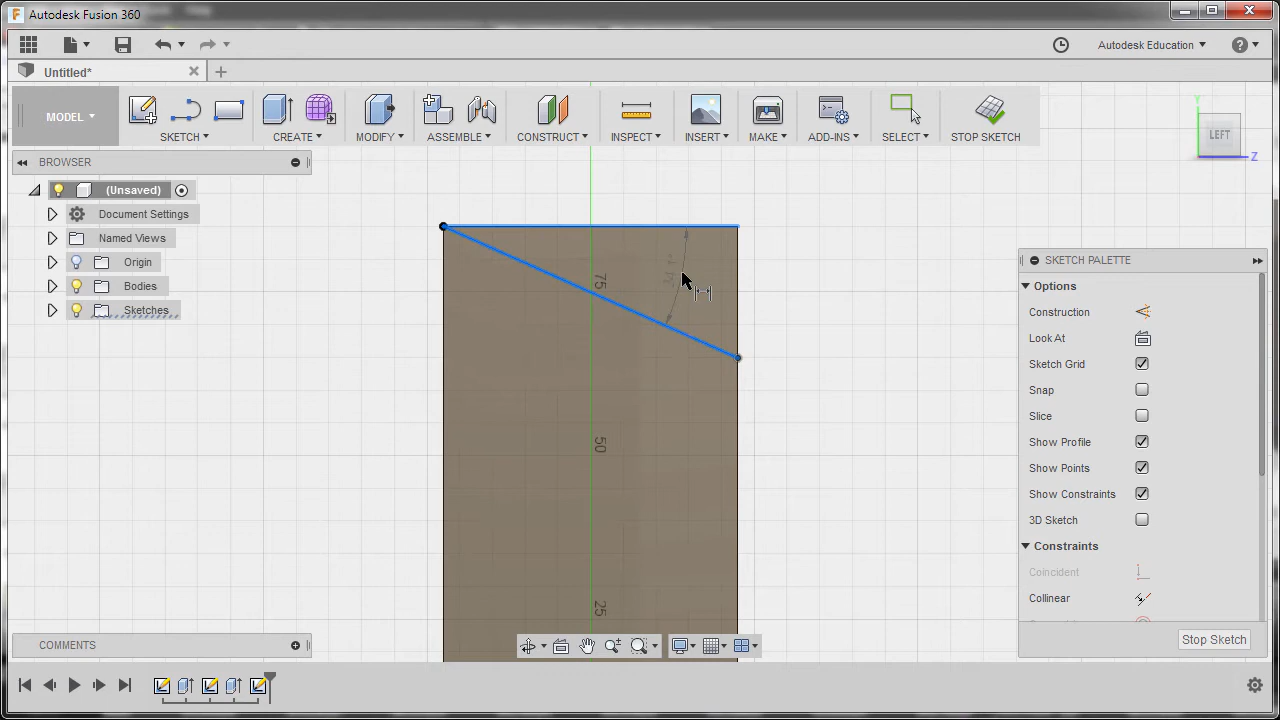 Autodesk Fusion 360
Autodesk Education
Untitled*
MODEL
SKETCH
CREATE
MODIFY
ASSEMBLE
CONSTRUCT
INSPECT
INSERT
MAKE
ADD-INS
SELECT
STOP SKETCH
Y
LEFT
Z
BROWSER
(Unsaved)
Document Settings
Named Views
Origin
Bodies
Sketches
75
50
25
SKETCH PALETTE
Options
Construction
Look At
Sketch Grid
Snap
Slice
Show Profile
Show Points
Show Constraints
3D Sketch
Constraints
Coincident
Collinear
Stop Sketch
COMMENTS